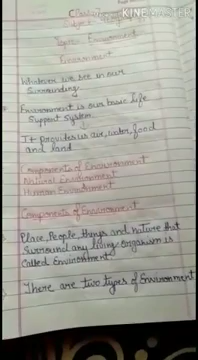 KINEMASTER
Class-
Topic- Environment
Environment
Whatever we see in our
Surrounding.
Environment is our basic life
Support System.
It Provides us air, water, food
and land
Components of Environment
Natural Environment
Human Environment
Components of Environment
Place, People, things and nature that
Surround any living organism is
Called Environment
There are two types of Environment